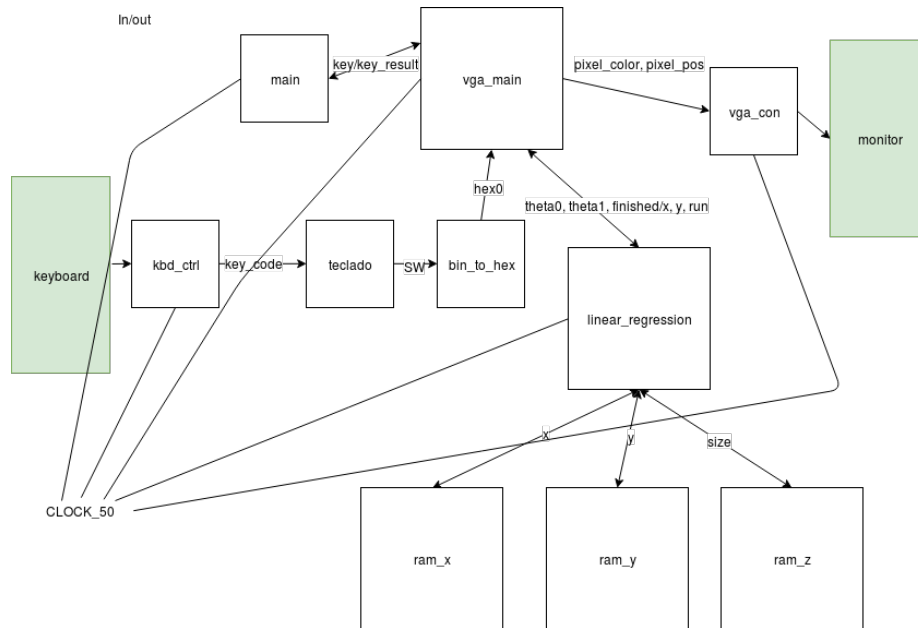 In/out
main
key/key_result
vga_main
pixel_color, pixel_pos
vga_con
monitor
hex0
theta0, theta1, finished/x, y, run
keyboard
kbd_ctrl
key_code
teclado
SW
bin_to_hex
linear_regression
x
y
size
CLOCK_50
ram_x
ram_y
ram_z